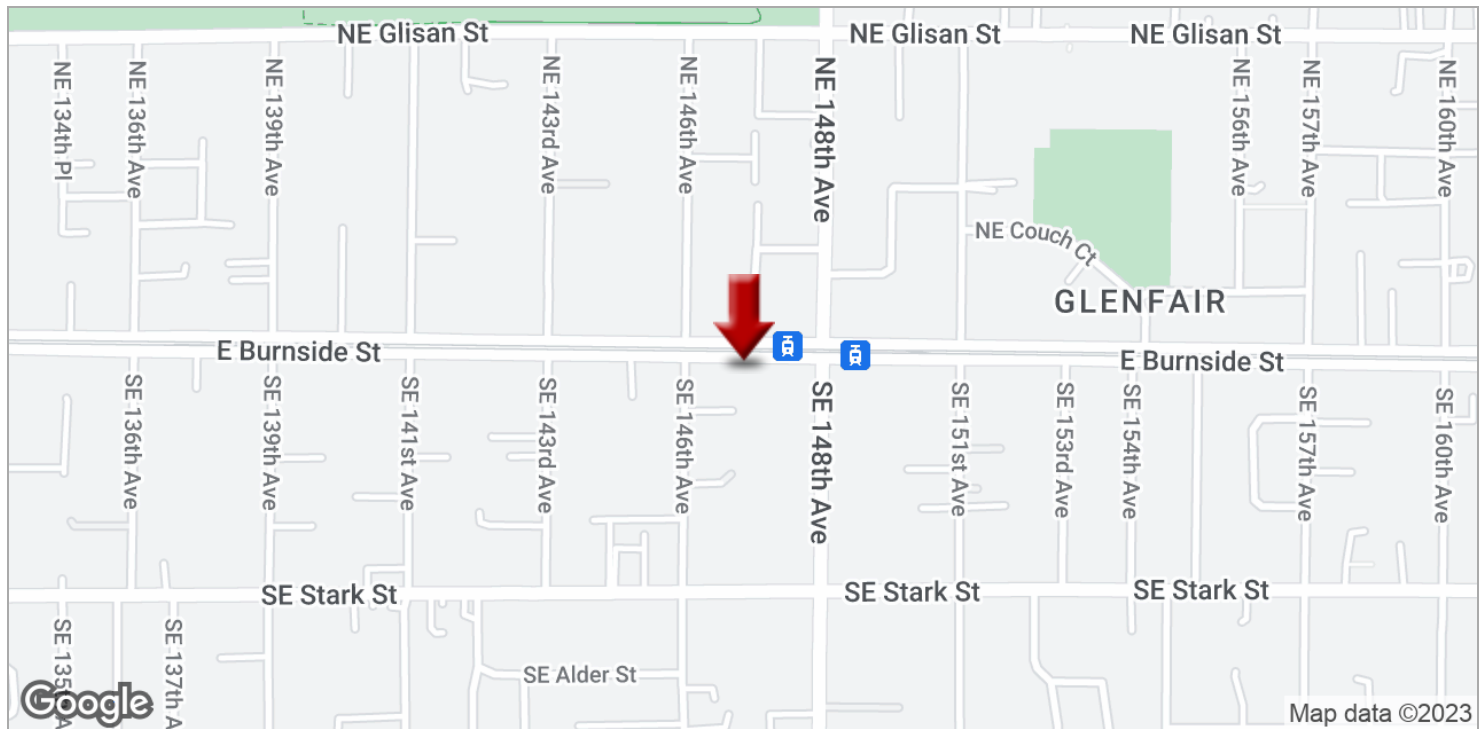 NE Glisan St
NE Glisan St
NE Glisan St
NE 134th Pl
NE 136th Ave
NE 139th Ave
NE 143rd Ave
NE 146th Ave
NE 148th Ave
NE 156th Ave
NE 157th Ave
NE 160th Ave
NE Couch Ct
GLENFAIR
E Burnside St
E Burnside St
SE 136th Ave
SE 139th Ave
SE 141st Ave
SE 143rd Ave
SE 146th Ave
SE 148th Ave
SE 151st Ave
SE 153rd Ave
SE 154th Ave
SE 157th Ave
SE 160th Ave
SE Stark St
SE Stark St
SE Stark St
SE 135th A
SE 137th A
SE Alder St
Google
Map data ©2023